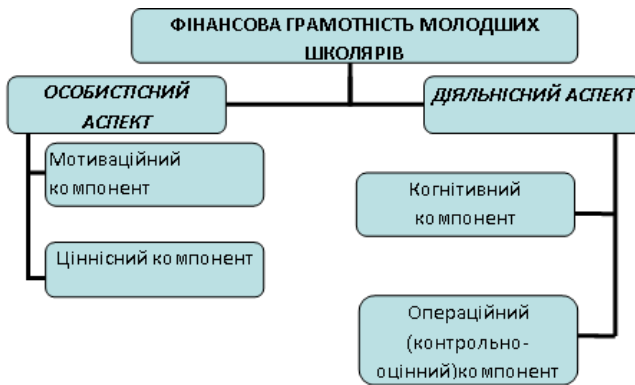 ФІНАНСОВА ГРАМОТНІСТЬ МОЛОДШИХ
ШКОЛЯРІВ
ОСОБИСТІСНИЙ
АСПЕКТ
ДІЯЛЬНІСНИЙ АСПЕКТ
Мотиваційний
компонент
Когнітивний
компонент
Ціннісний компонент
Операційний
(контрольно-
оцінний)компонент